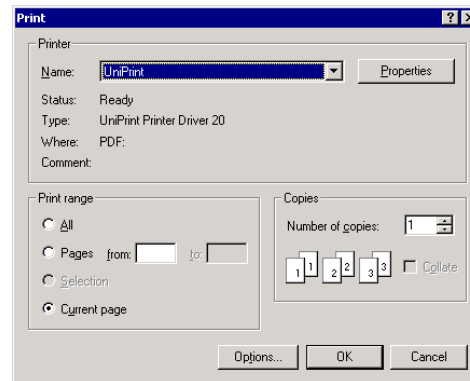 Print
Printer
Name: UniPrint Properties
Status: Ready
Type: UniPrint Printer Driver 20
Where: PDF:
Comment:
Print range
All
Pages from: to:
Selection
Current page
Copies
Number of copies: 1
1 1 2 2 3 3 Collate
Options... OK Cancel